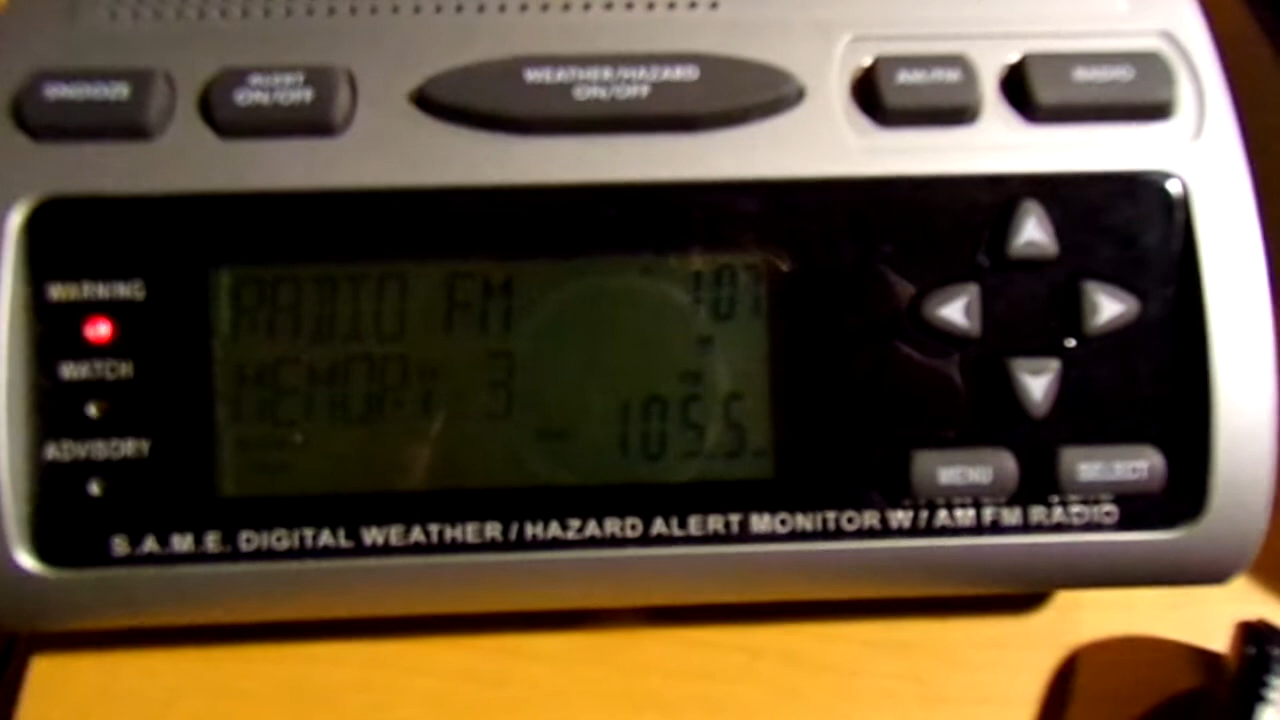 SNOOZE
ALERT
ON/OFF
WEATHER/HAZARD
ON/OFF
AM/FM
RADIO
WARNING
WATCH
ADVISORY
RADIO FM
MEMORY 3
107
105.5
MENU
SELECT
S.A.M.E. DIGITAL WEATHER / HAZARD ALERT MONITOR W / AM FM RADIO